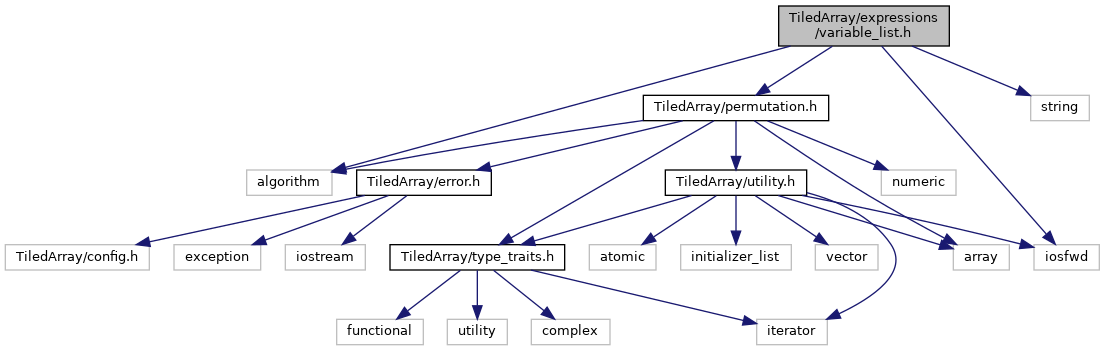 TiledArray/expressions
/variable_list.h
TiledArray/permutation.h
string
algorithm
TiledArray/error.h
TiledArray/utility.h
numeric
TiledArray/config.h
exception
iostream
TiledArray/type_traits.h
atomic
initializer_list
vector
array
iosfwd
functional
utility
complex
iterator